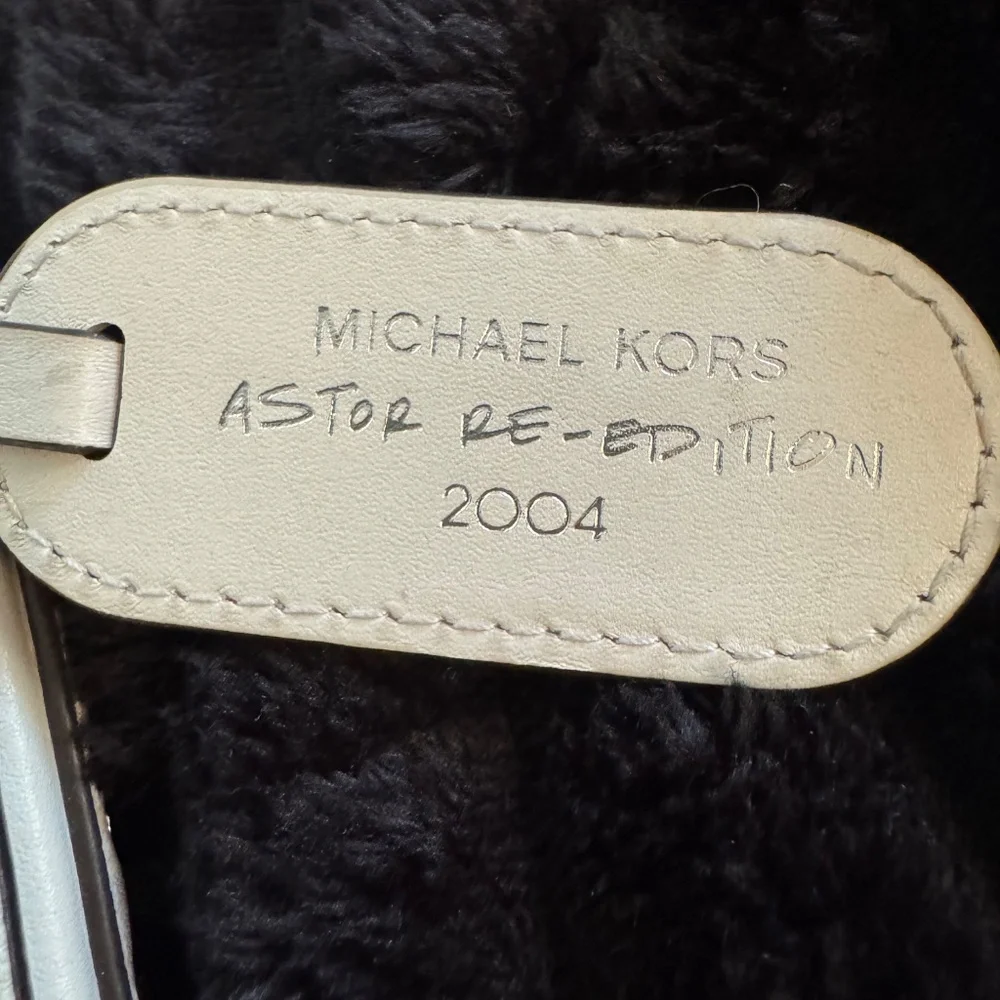 MICHAEL KORS
ASTOR RE-EDITION
2004